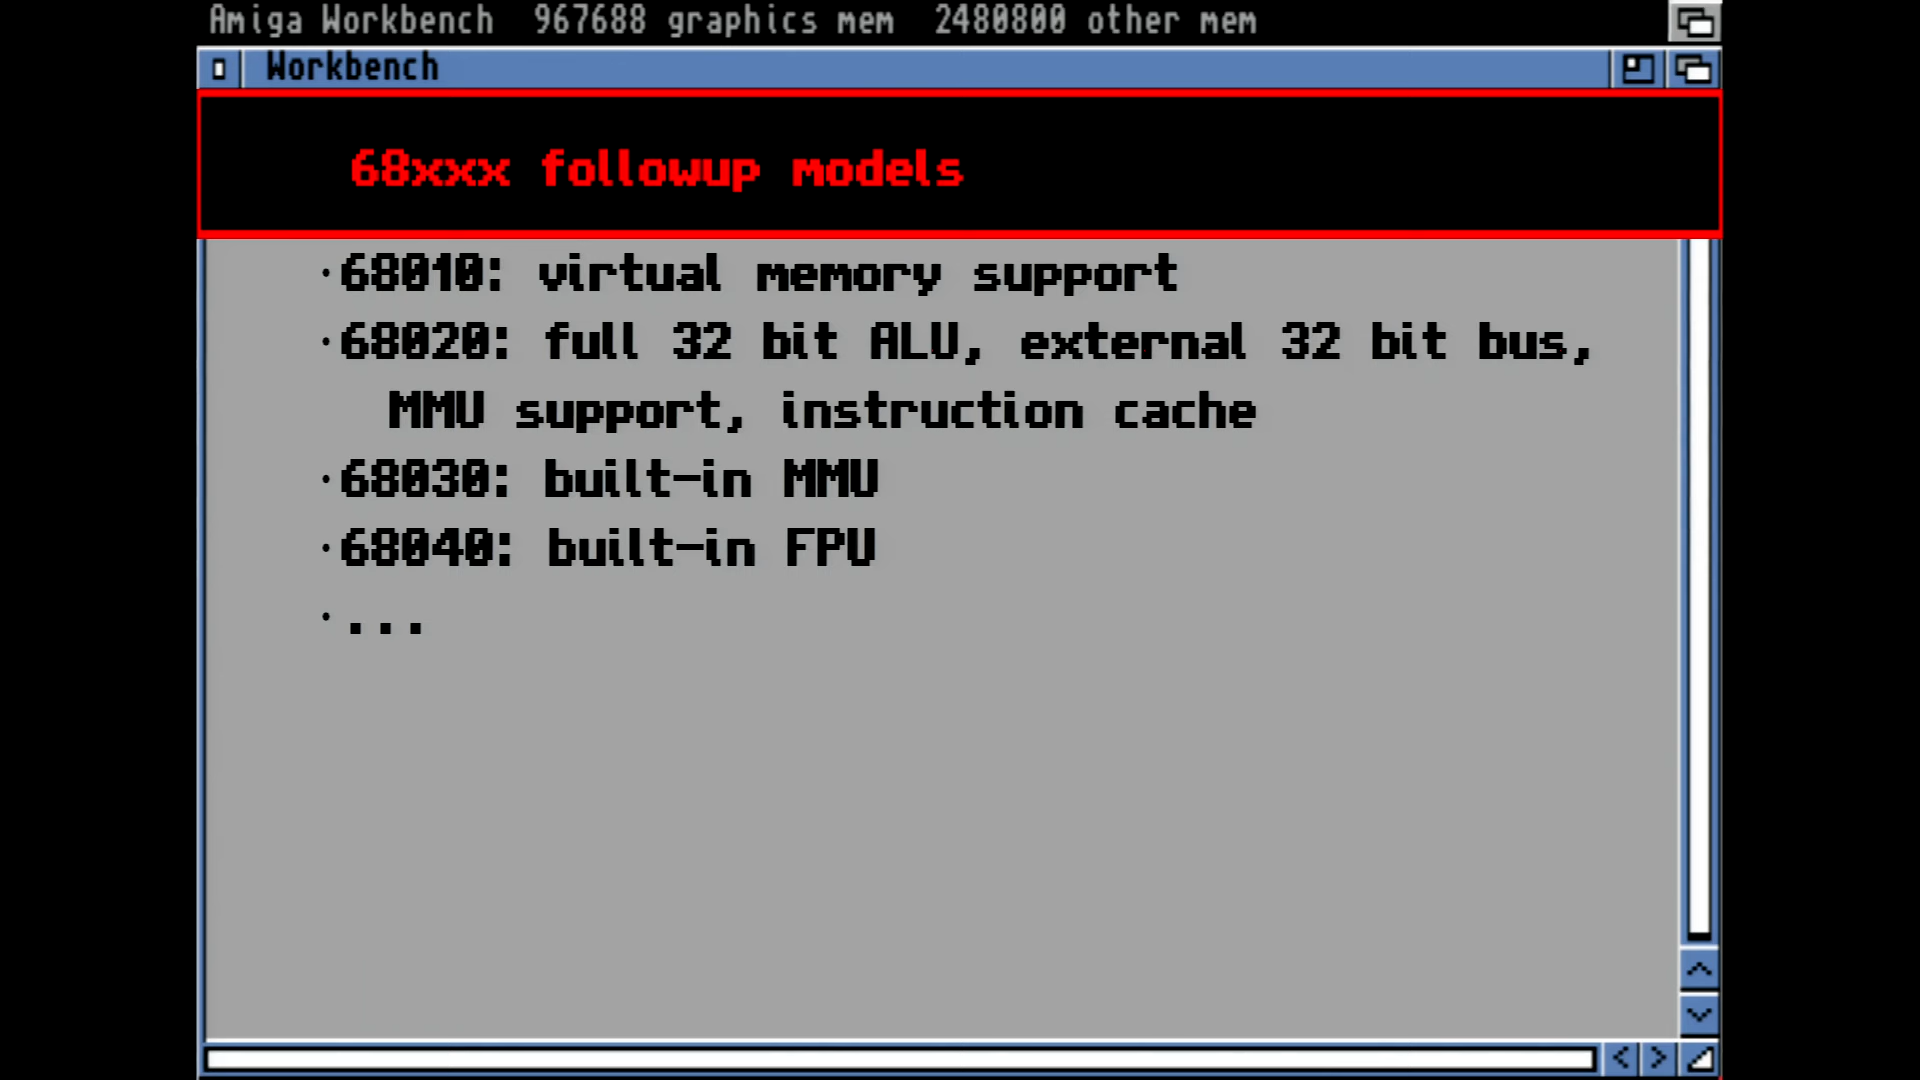 Amiga Workbench 967688 graphics mem 2480800 other mem
Workbench
68xxx followup models
·68010: virtual memory support
·68020: full 32 bit ALU, external 32 bit bus,
MMU support, instruction cache
·68030: built-in MMU
·68040: built-in FPU
·...